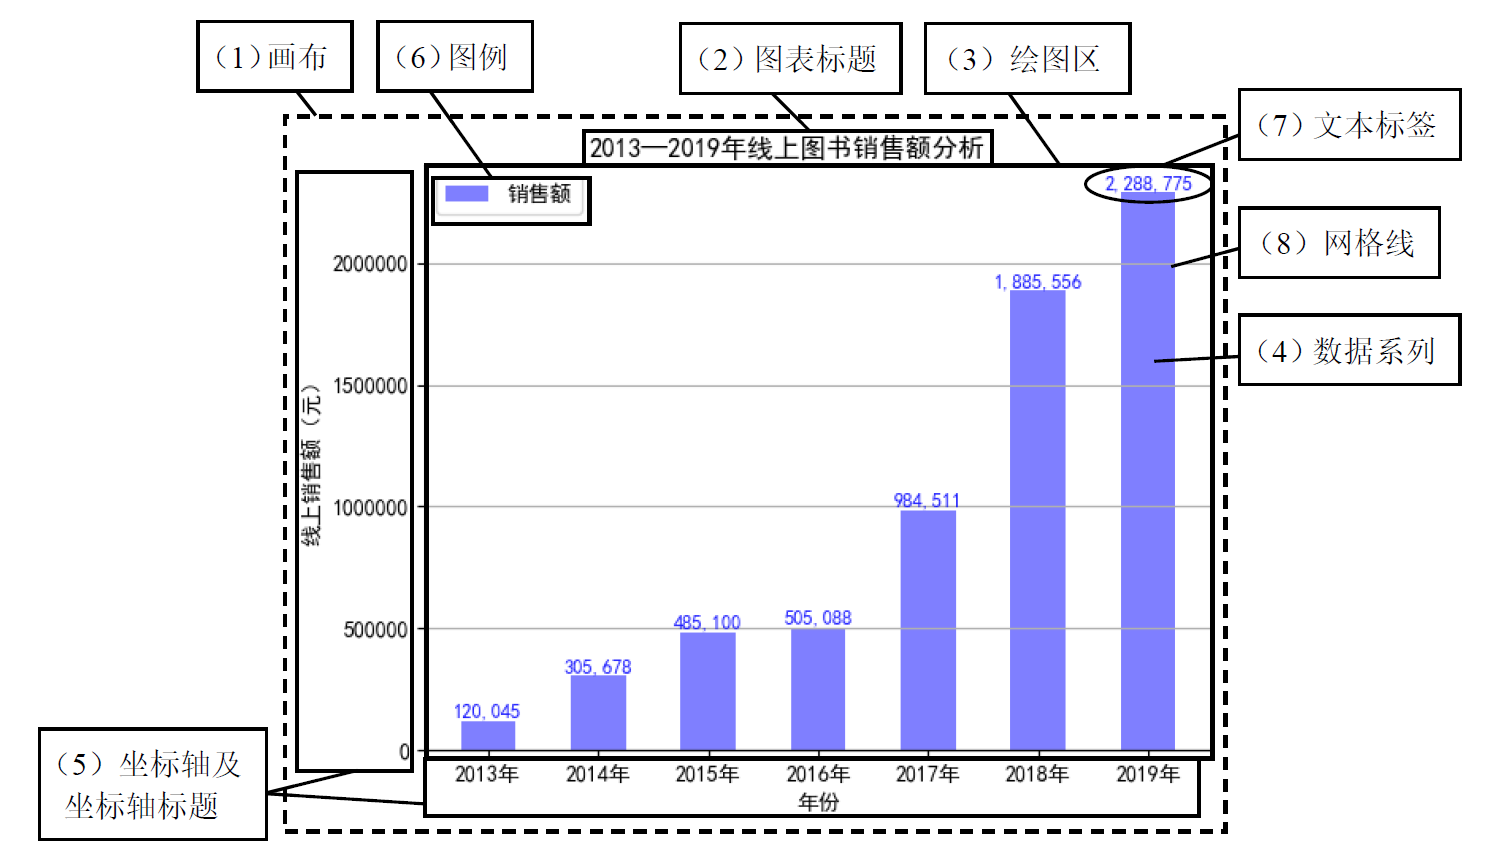 （1）画布
（6）图例
（2）图表标题
（3）绘图区
（7）文本标签
2013—2019年线上图书销售额分析
销售额
2,288,775
（8）网格线
2000000
1,885,556
（4）数据系列
1500000
线上销售额（元）
984,511
1000000
505,088
485,100
500000
305,678
120,045
0
（5）坐标轴及
坐标轴标题
2013年 2014年 2015年 2016年 2017年 2018年 2019年
年份